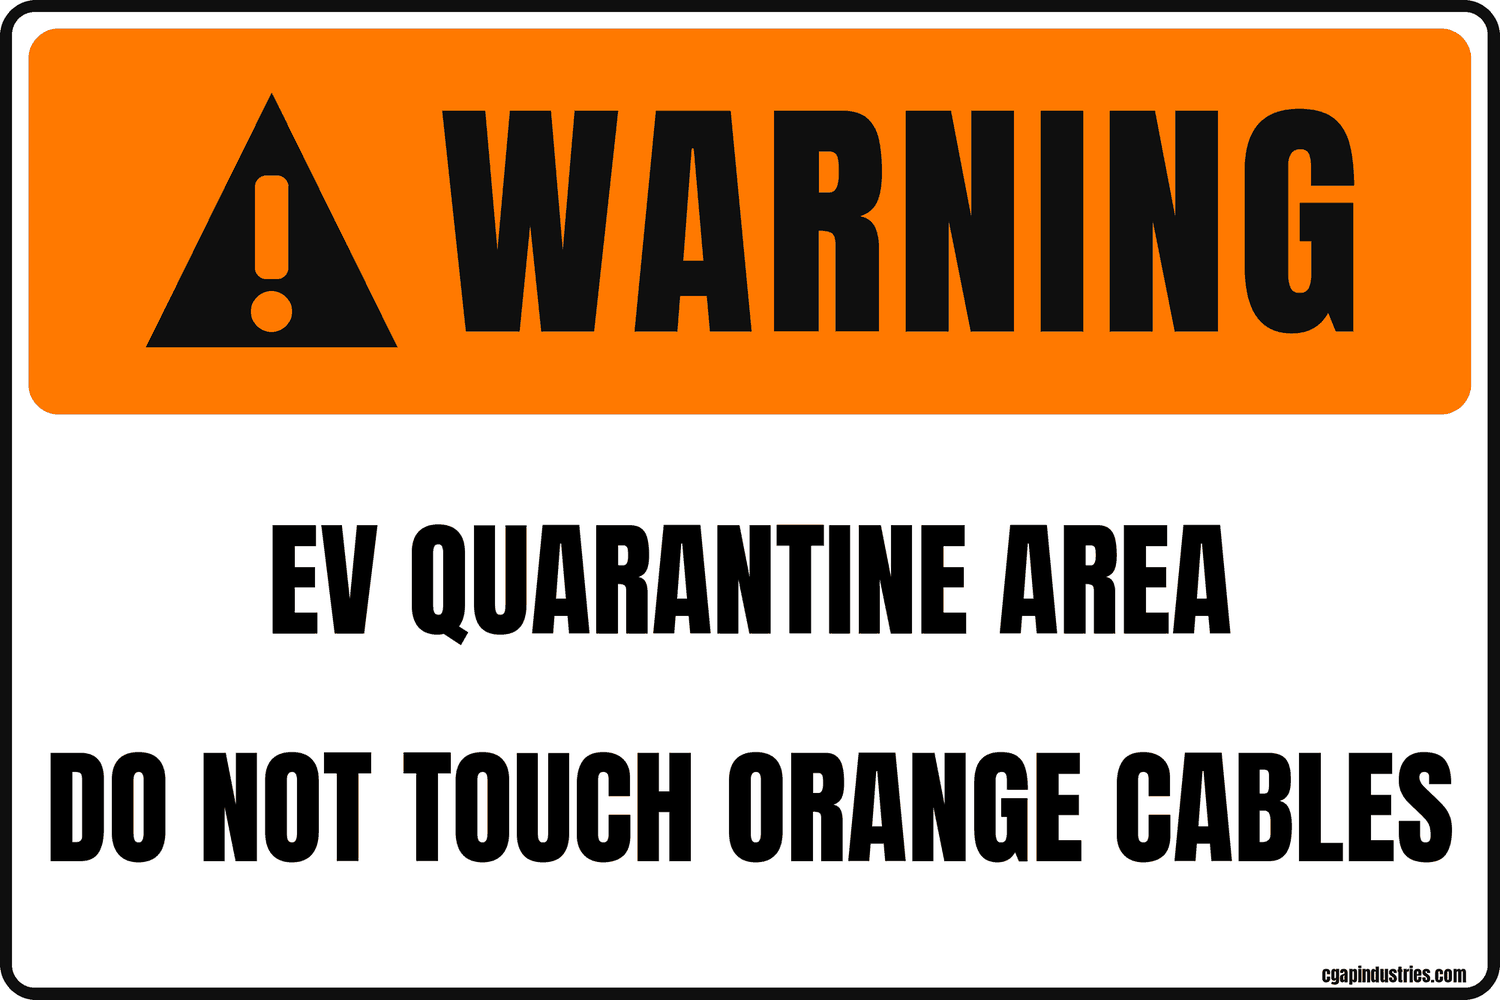 WARNING
EV QUARANTINE AREA
DO NOT TOUCH ORANGE CABLES
cgapindustries.com